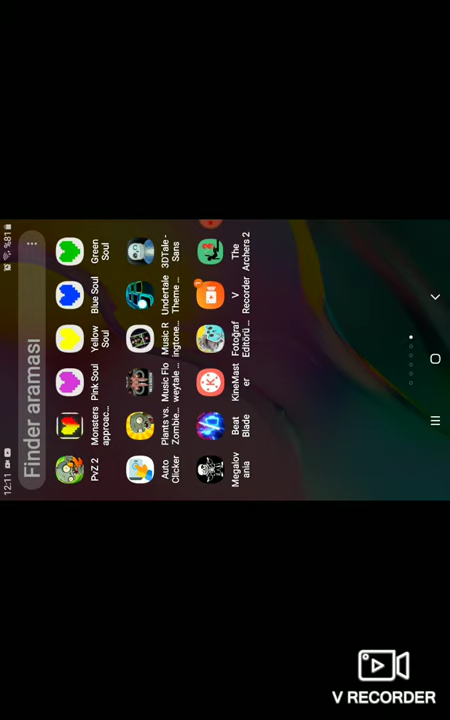 12:11
%81
Finder araması
PvZ 2
Monsters
approac...
Pink Soul
Yellow
Soul
Blue Soul
Green
Soul
Auto
Clicker
Plants vs.
Zombie...
Music Flo
weytale ...
Music R
ingtone...
Undertale
Theme ...
3DTale -
Sans
Megalov
ania
Beat
Blade
KineMast
er
Fotoğraf
Editörü ...
V
Recorder
The
Archers 2
V RECORDER